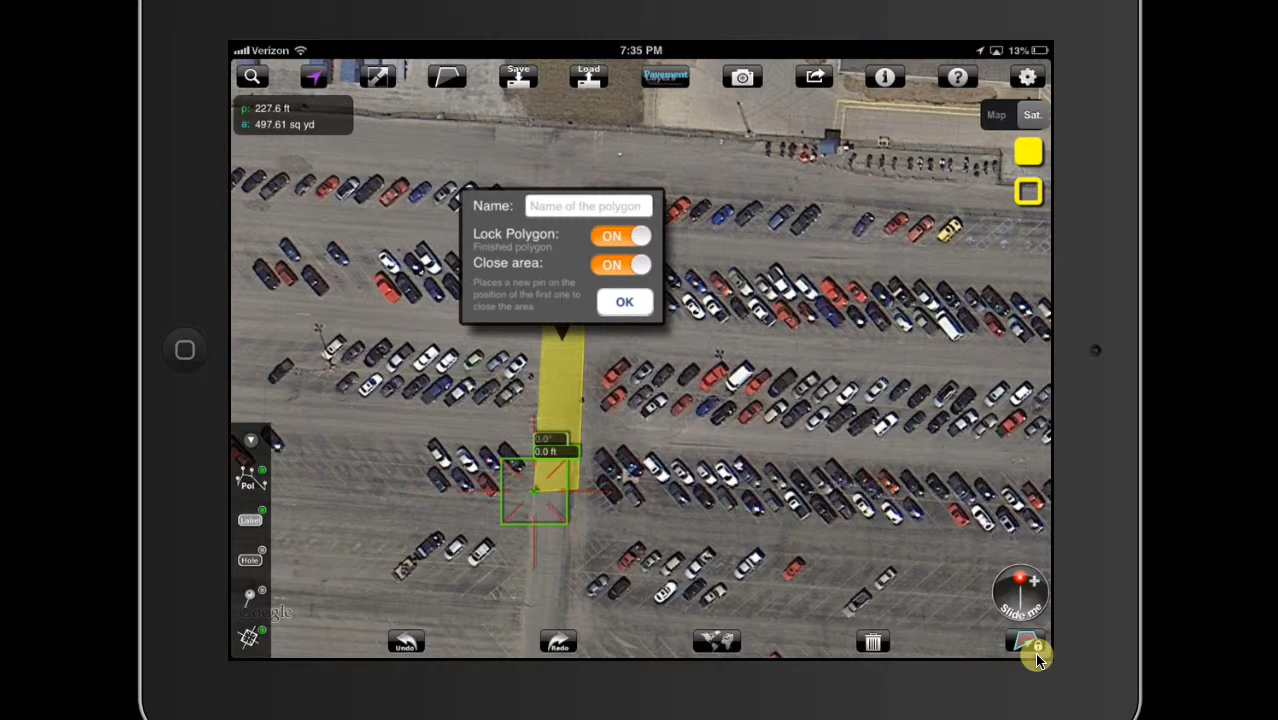 Verizon 7:35 PM 13%
Save Load Pavement Layers
p: 227.6 ft
a: 497.61 sq yd
Map Sat.
Name: Name of the polygon
Lock Polygon: ON
Finished polygon
Close area: ON
Places a new pin on the
position of the first one to
close the area
OK
0.0°
0.0 ft
Pol
Label
Hole
Google
Slide me
Undo Redo